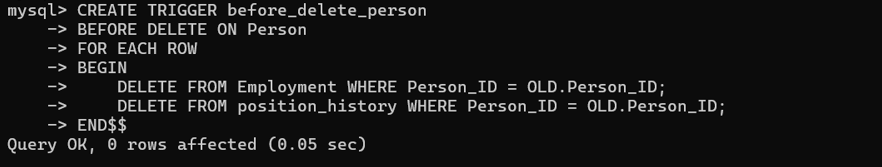 mysql> CREATE TRIGGER before_delete_person
    -> BEFORE DELETE ON Person
    -> FOR EACH ROW
    -> BEGIN
    ->     DELETE FROM Employment WHERE Person_ID = OLD.Person_ID;
    ->     DELETE FROM position_history WHERE Person_ID = OLD.Person_ID;
    -> END$$
Query OK, 0 rows affected (0.05 sec)